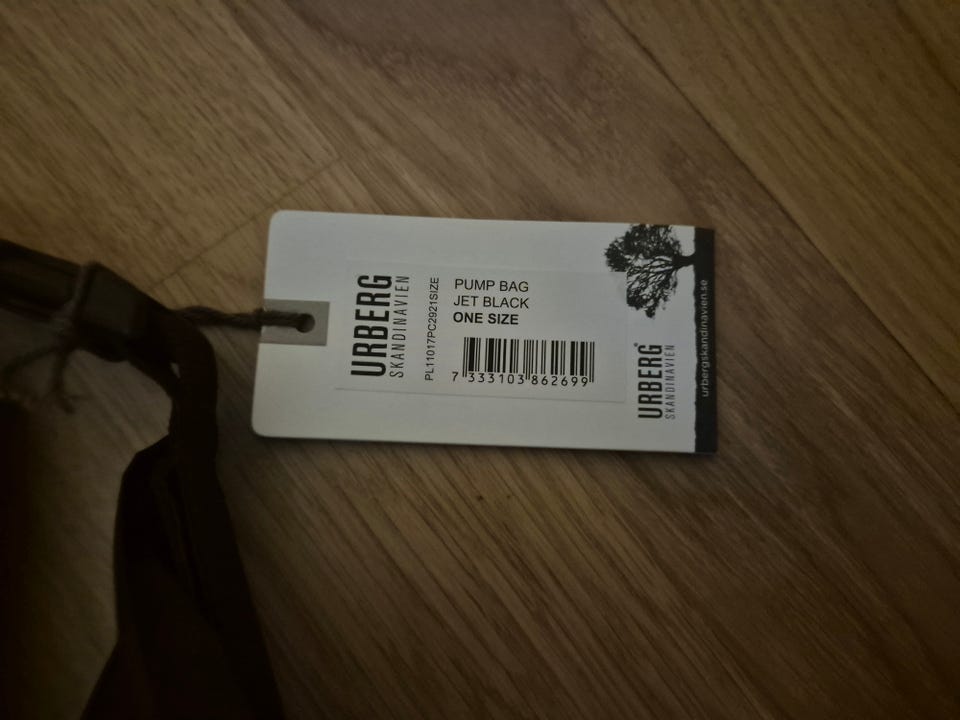 URBERG
SKANDINAVIEN
PL11017PC2921SIZE
PUMP BAG
JET BLACK
ONE SIZE
7 333103 862699
URBERG®
SKANDINAVIEN
urbergskandinavien.se